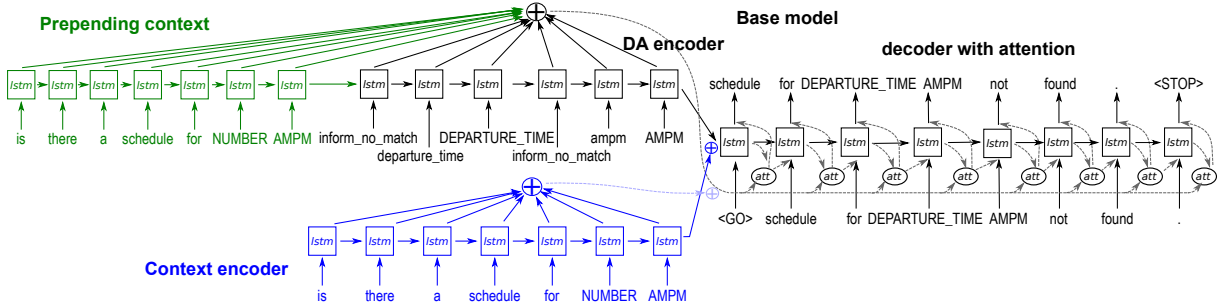 Prepending context
Base model
DA encoder
decoder with attention
lstm lstm lstm lstm lstm lstm lstm lstm lstm lstm lstm lstm lstm
schedule for DEPARTURE_TIME AMPM not found . <STOP>
is there a schedule for NUMBER AMPM
inform_no_match DEPARTURE_TIME ampm AMPM
departure_time inform_no_match
lstm lstm lstm lstm lstm lstm lstm lstm
att att att att att att att att
<GO> schedule for DEPARTURE_TIME AMPM not found .
Context encoder
lstm lstm lstm lstm lstm lstm lstm
is there a schedule for NUMBER AMPM